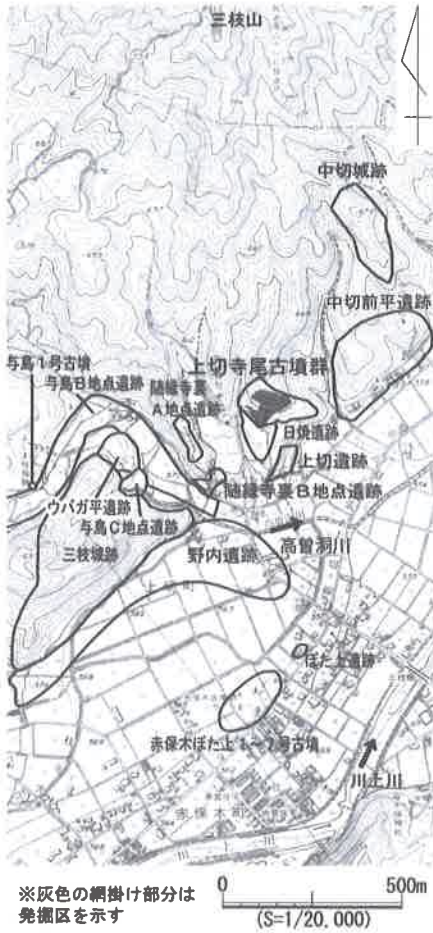 三枝山
中切城跡
中切前平遺跡
上切寺尾古墳群
与島1号古墳
与島B地点遺跡
随縁寺裏
A地点遺跡
日焼遺跡
上切遺跡
随縁寺裏B地点遺跡
ウバガ平遺跡
与島C地点遺跡
三枝城跡
野内遺跡
高曽洞川
ぼた上遺跡
赤保木ぼた上1～2号古墳
川上川
赤保木町
※灰色の網掛け部分は
発掘区を示す
0 500m
(S=1/20,000)